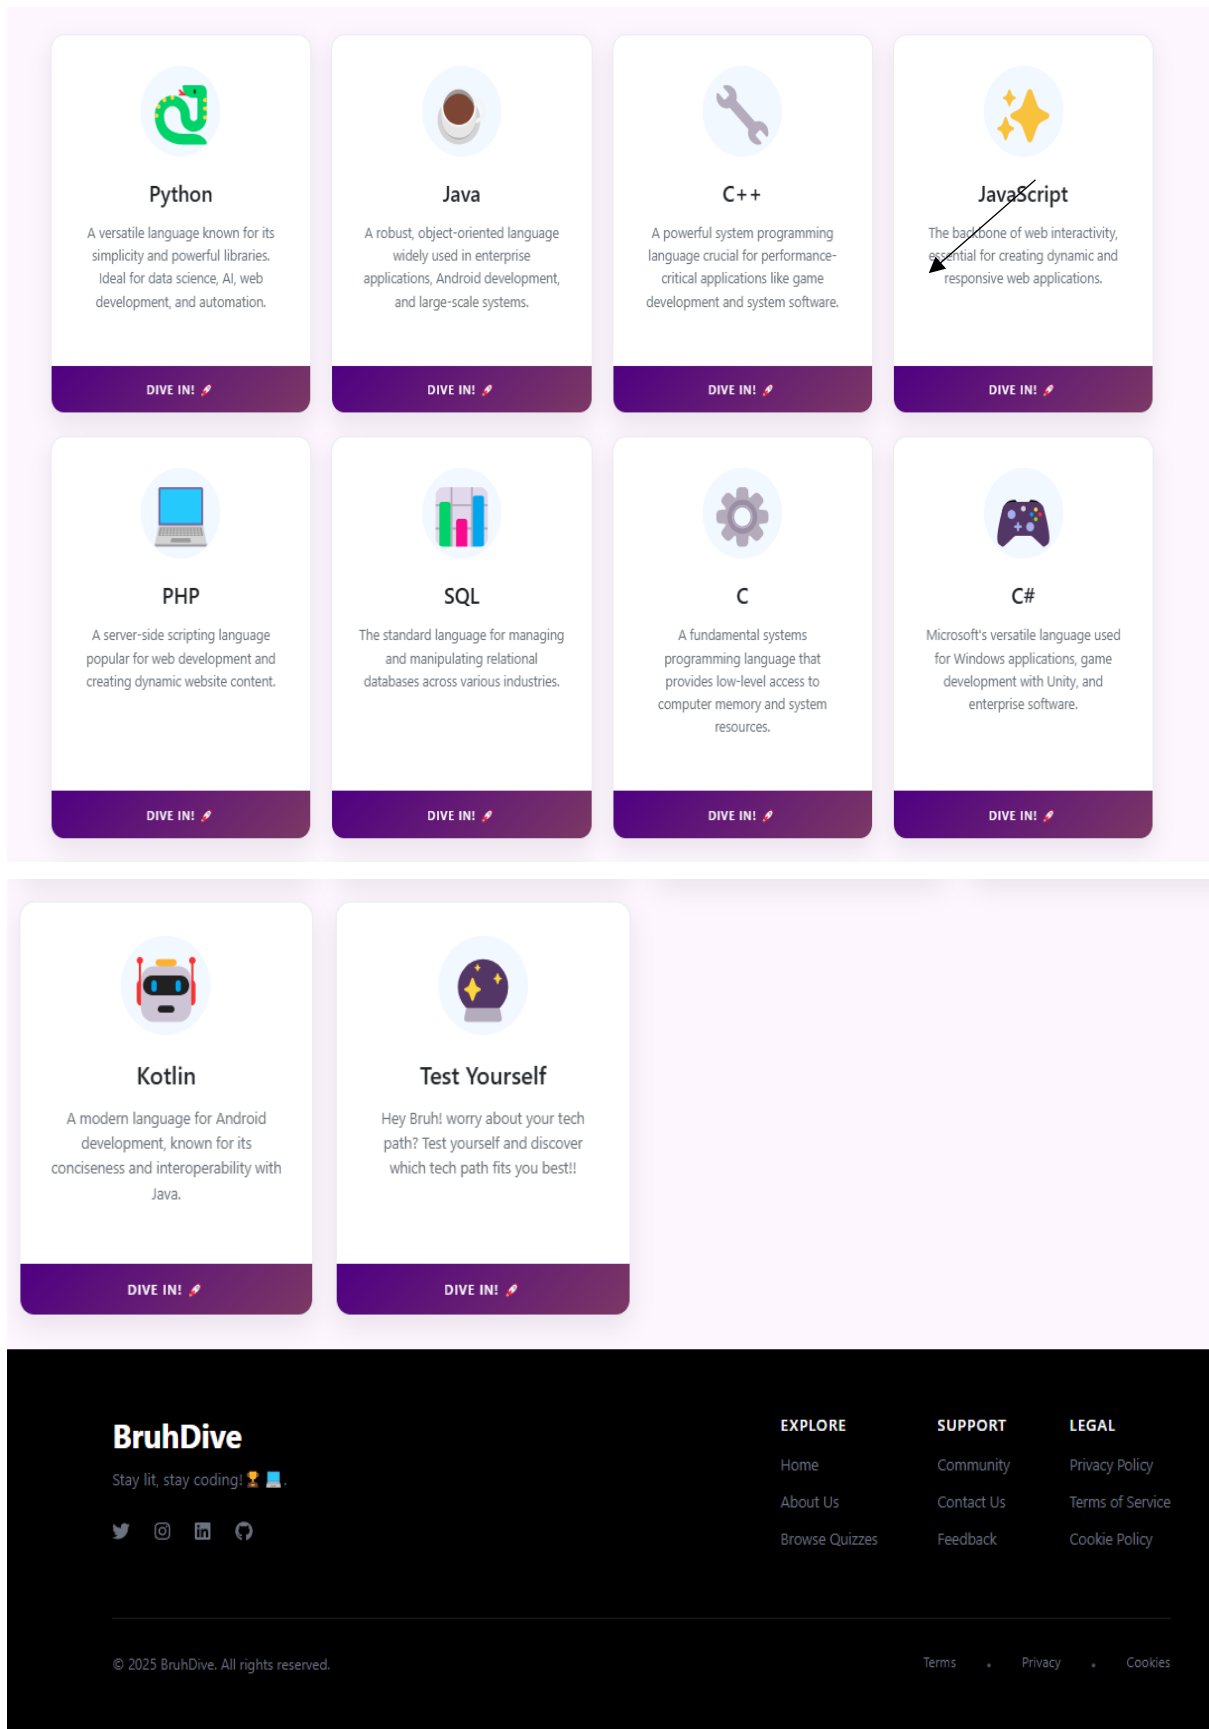 Python
A versatile language known for its
simplicity and powerful libraries.
Ideal for data science, AI, web
development, and automation.
DIVE IN! 🚀
Java
A robust, object-oriented language
widely used in enterprise
applications, Android development,
and large-scale systems.
DIVE IN! 🚀
C++
A powerful system programming
language crucial for performance-
critical applications like game
development and system software.
DIVE IN! 🚀
JavaScript
The backbone of web interactivity,
essential for creating dynamic and
responsive web applications.
DIVE IN! 🚀
PHP
A server-side scripting language
popular for web development and
creating dynamic website content.
DIVE IN! 🚀
SQL
The standard language for managing
and manipulating relational
databases across various industries.
DIVE IN! 🚀
C
A fundamental systems
programming language that
provides low-level access to
computer memory and system
resources.
DIVE IN! 🚀
C#
Microsoft's versatile language used
for Windows applications, game
development with Unity, and
enterprise software.
DIVE IN! 🚀
Kotlin
A modern language for Android
development, known for its
conciseness and interoperability with
Java.
DIVE IN! 🚀
Test Yourself
Hey Bruh! worry about your tech
path? Test yourself and discover
which tech path fits you best!!
DIVE IN! 🚀
BruhDive
Stay lit, stay coding! 🏆 💻.
EXPLORE
Home
About Us
Browse Quizzes
SUPPORT
Community
Contact Us
Feedback
LEGAL
Privacy Policy
Terms of Service
Cookie Policy
© 2025 BruhDive. All rights reserved.
Terms • Privacy • Cookies